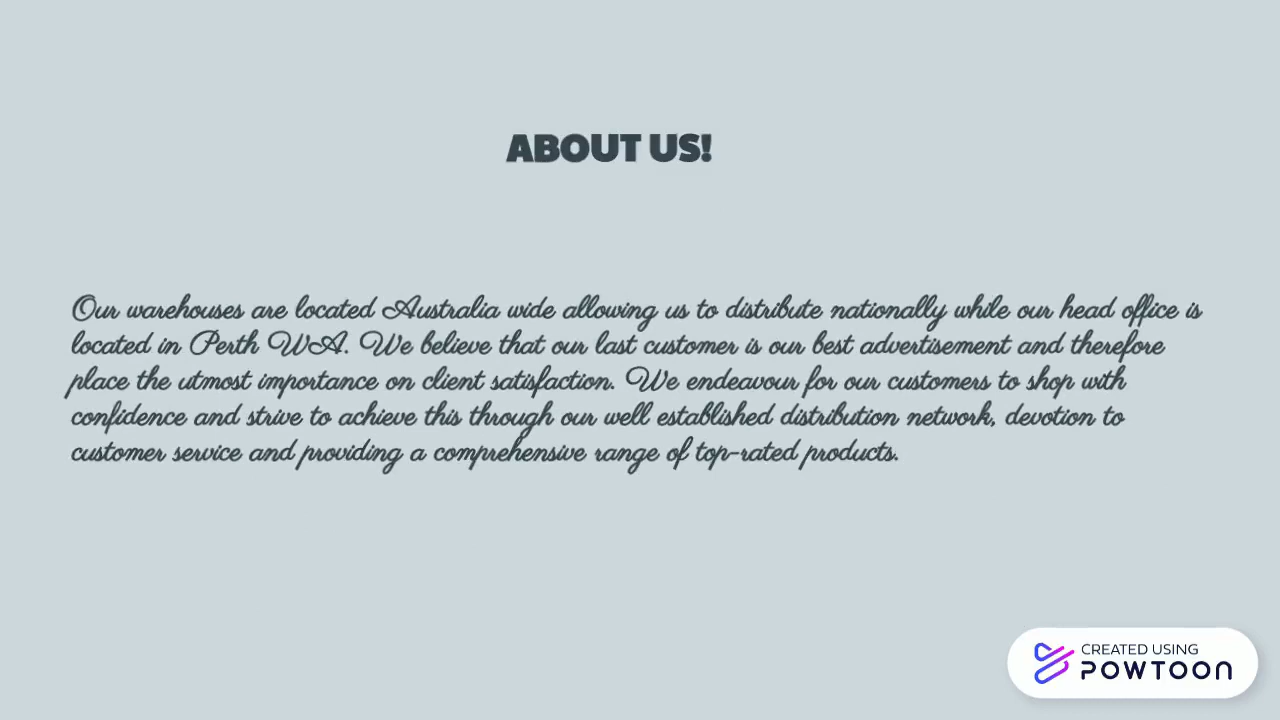 ABOUT US!
Our warehouses are located Australia wide allowing us to distribute nationally while our head office is
located in Perth WA. We believe that our last customer is our best advertisement and therefore
place the utmost importance on client satisfaction. We endeavour for our customers to shop with
confidence and strive to achieve this through our well established distribution network, devotion to
customer service and providing a comprehensive range of top-rated products.
CREATED USING
POWTOON